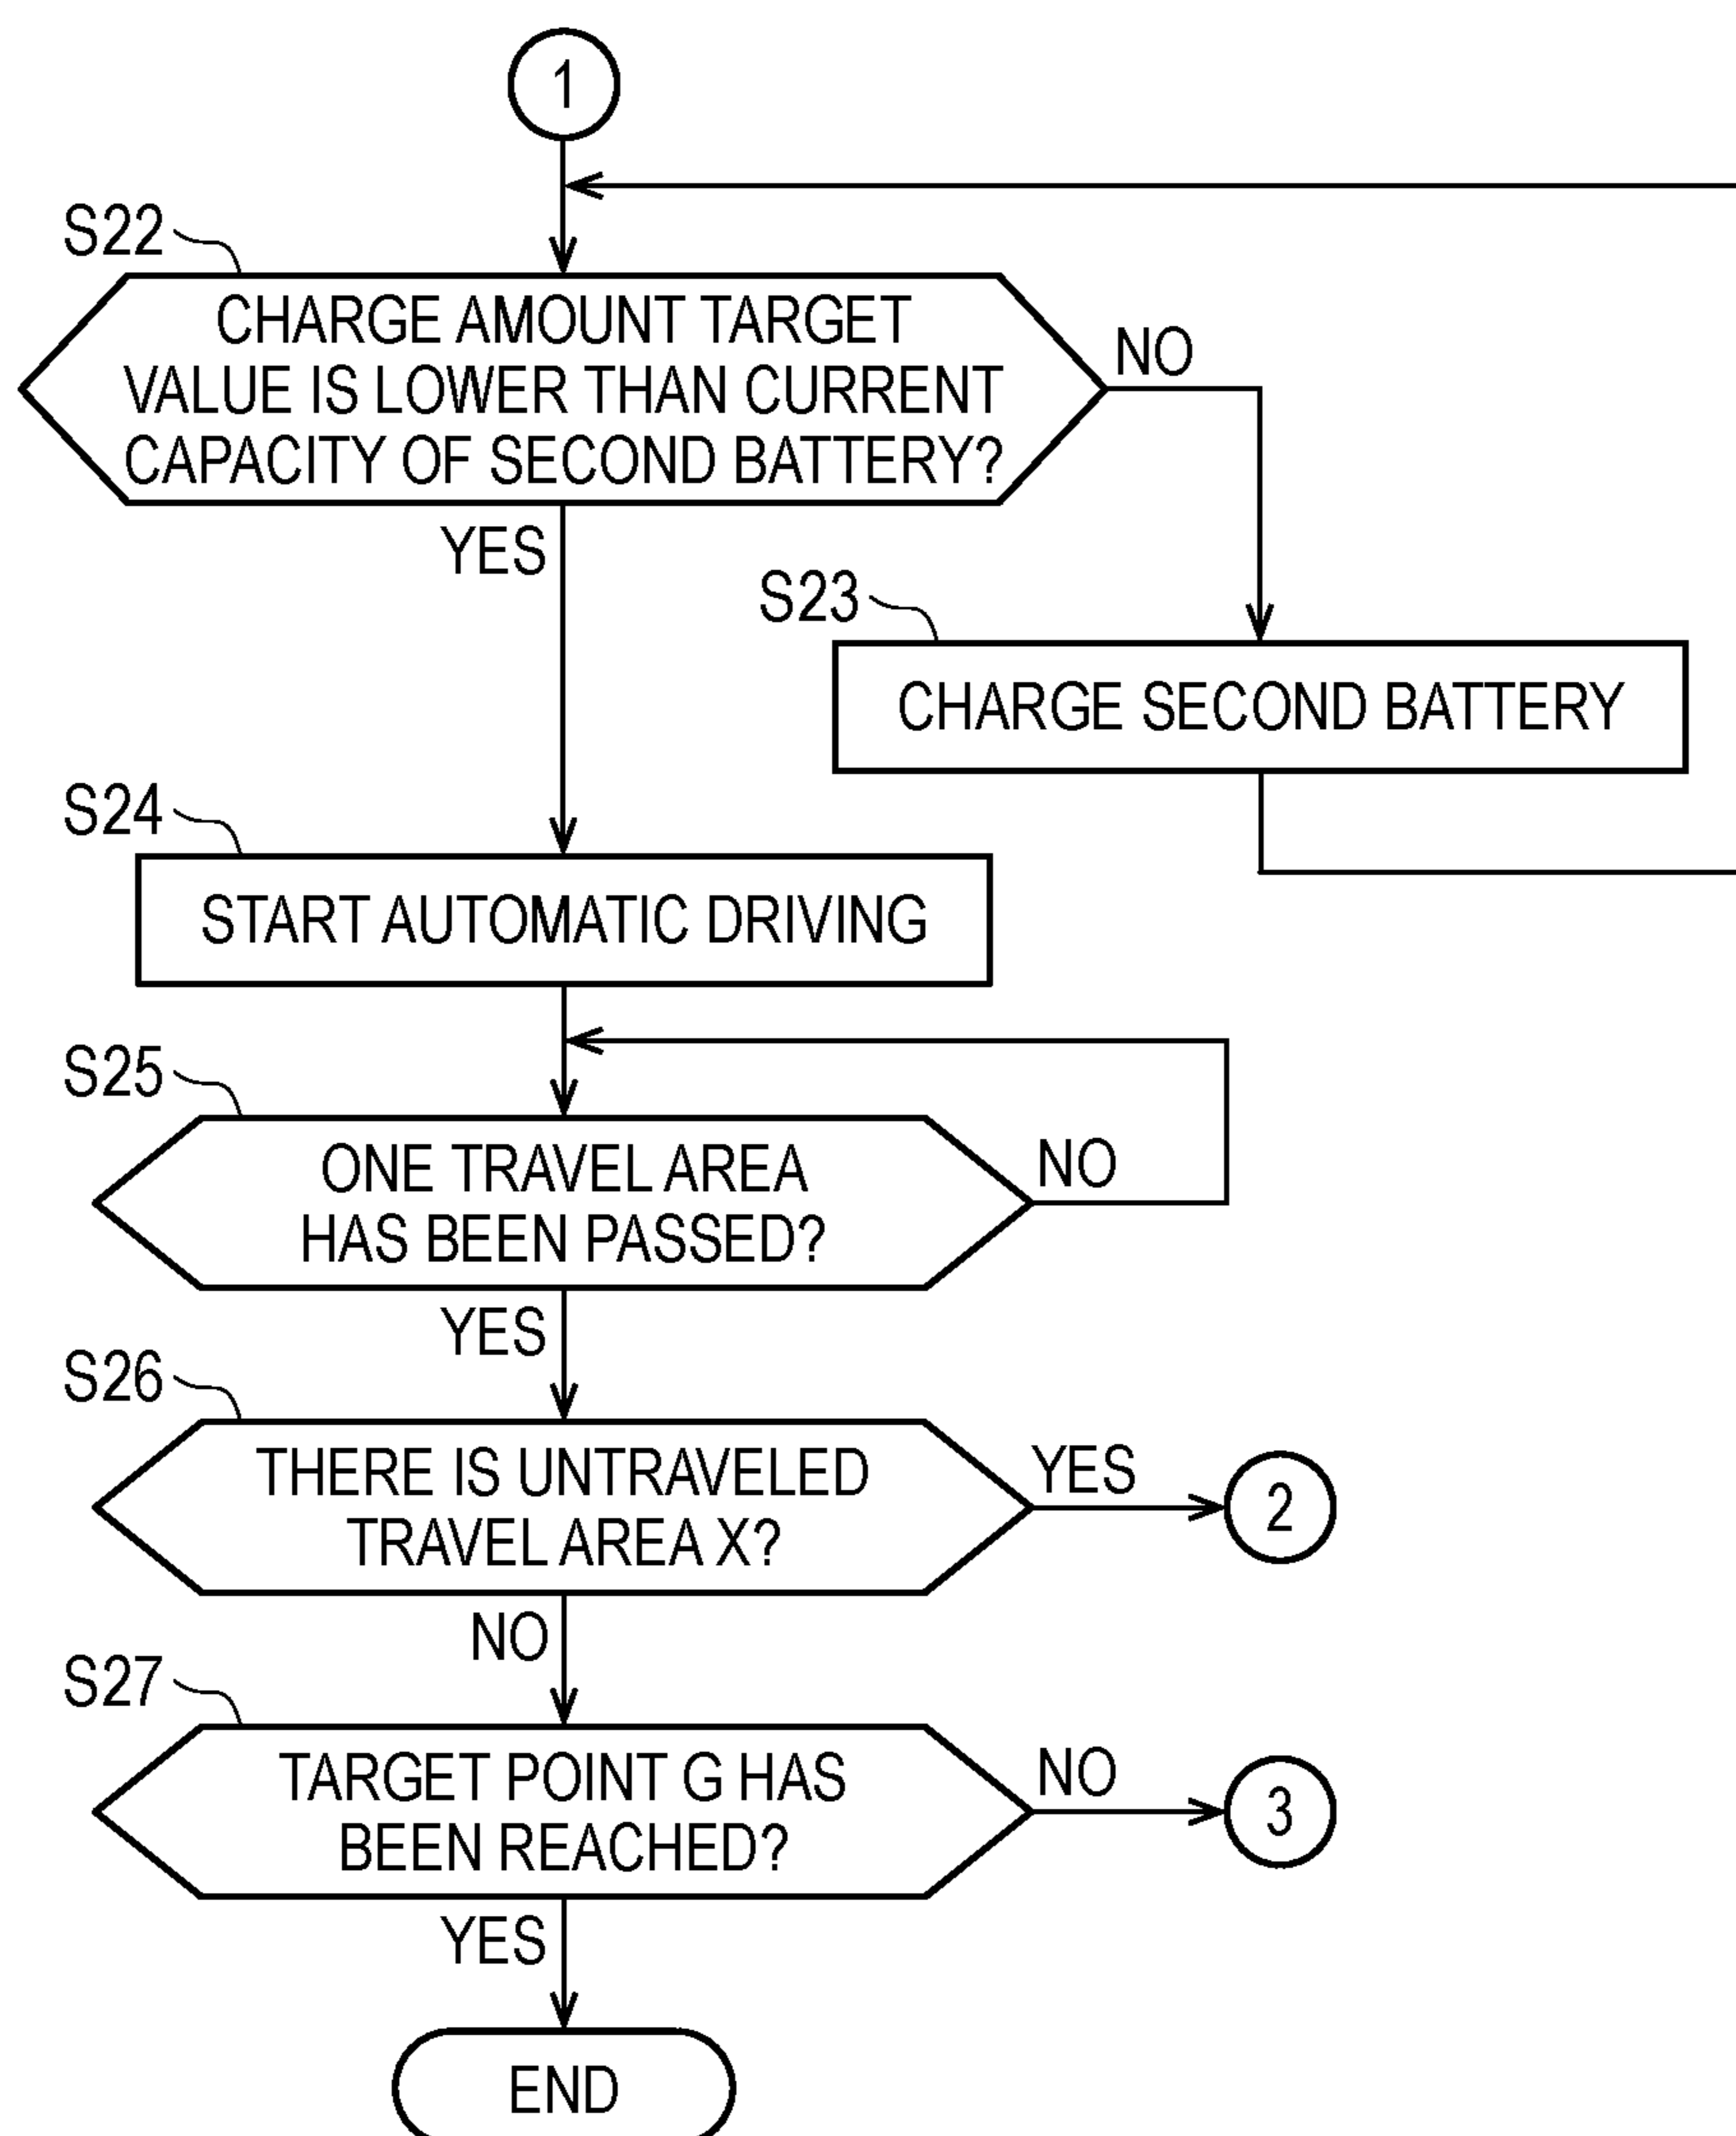 1
S22
CHARGE AMOUNT TARGET
VALUE IS LOWER THAN CURRENT
CAPACITY OF SECOND BATTERY?
NO
YES
S23
CHARGE SECOND BATTERY
S24
START AUTOMATIC DRIVING
S25
ONE TRAVEL AREA
HAS BEEN PASSED?
NO
YES
S26
THERE IS UNTRAVELED
TRAVEL AREA X?
YES
2
NO
S27
TARGET POINT G HAS
BEEN REACHED?
NO
3
YES
END